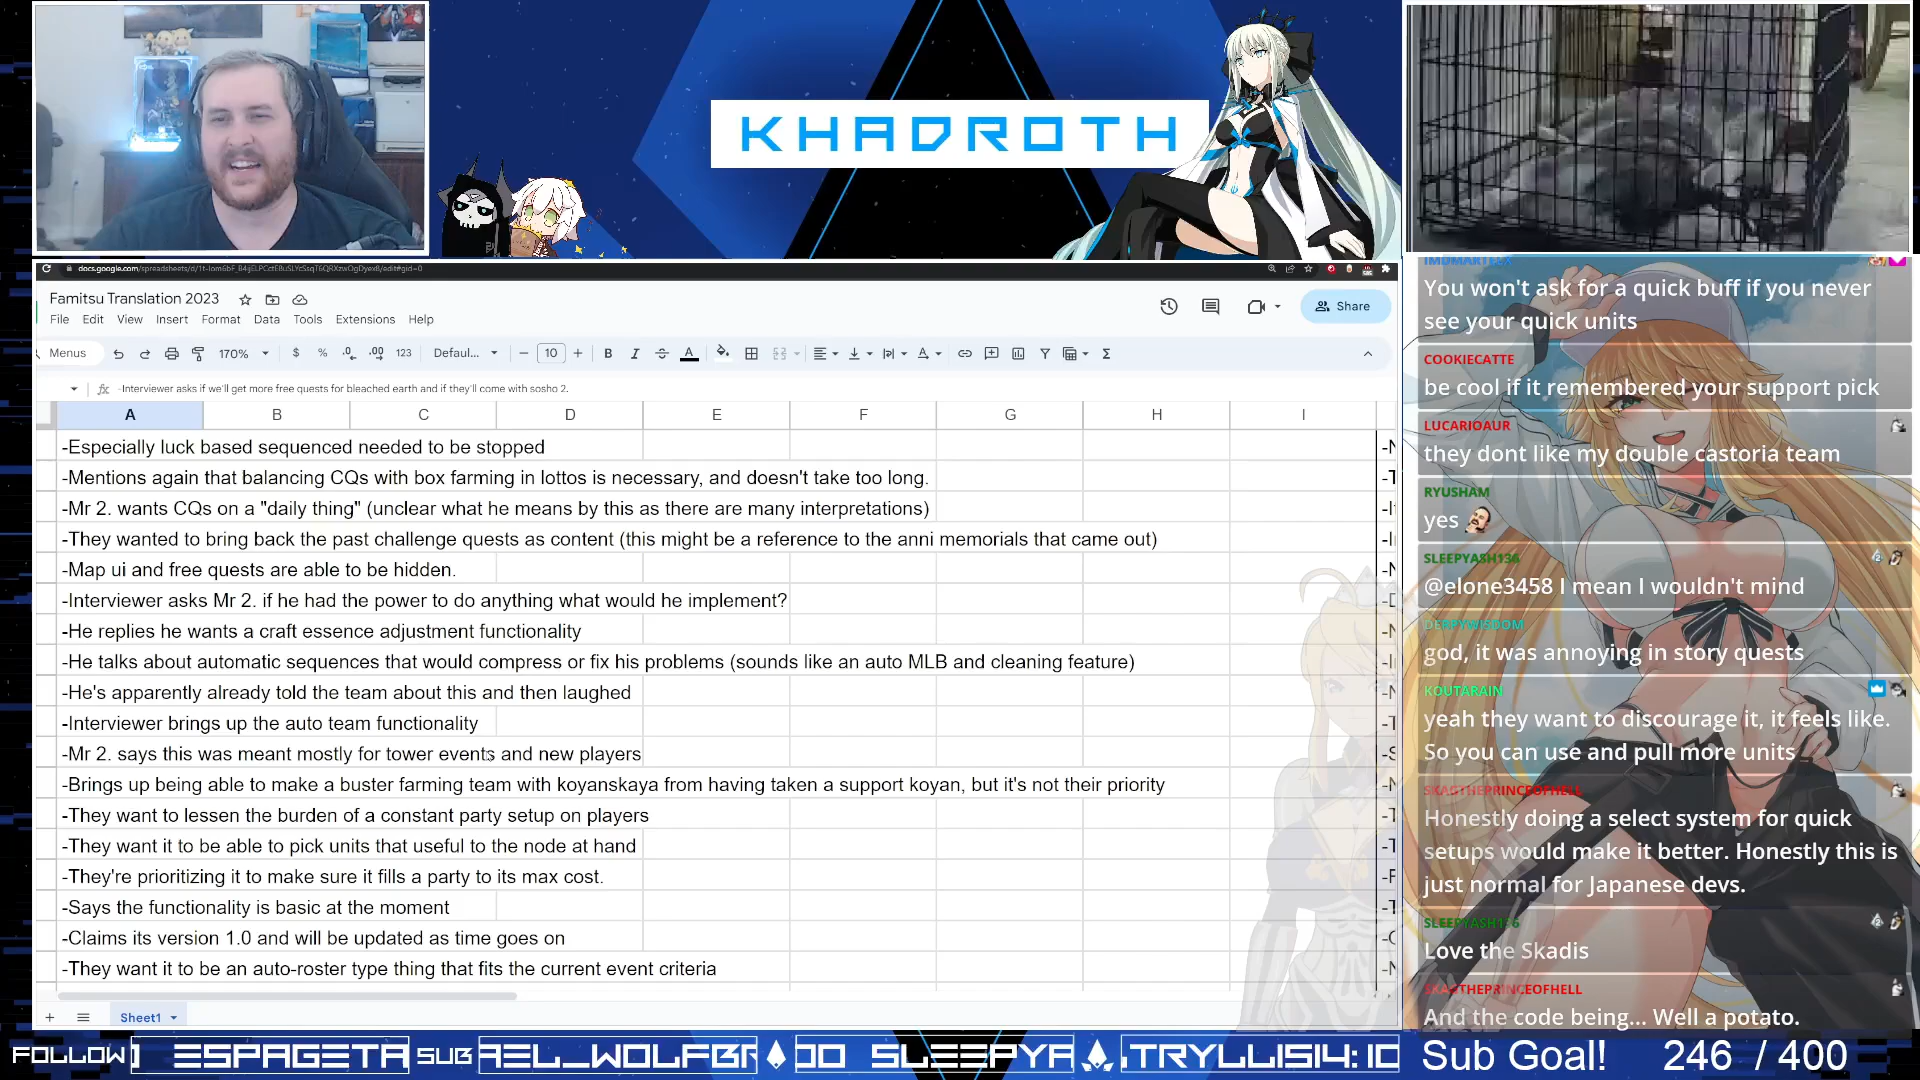 KHADROTH
Famitsu Translation 2023
File Edit View Insert Format Data Tools Extensions Help
Share
Menus
170%
$ % .0 .00 123
Defaul...
10
-Interviewer asks if we'll get more free quests for bleached earth and if they'll come with sosho 2.
A B C D E F G H I
-Especially luck based sequenced needed to be stopped
-Mentions again that balancing CQs with box farming in lottos is necessary, and doesn't take too long.
-Mr 2. wants CQs on a "daily thing" (unclear what he means by this as there are many interpretations)
-They wanted to bring back the past challenge quests as content (this might be a reference to the anni memorials that came out)
-Map ui and free quests are able to be hidden.
-Interviewer asks Mr 2. if he had the power to do anything what would he implement?
-He replies he wants a craft essence adjustment functionality
-He talks about automatic sequences that would compress or fix his problems (sounds like an auto MLB and cleaning feature)
-He's apparently already told the team about this and then laughed
-Interviewer brings up the auto team functionality
-Mr 2. says this was meant mostly for tower events and new players
-Brings up being able to make a buster farming team with koyanskaya from having taken a support koyan, but it's not their priority
-They want to lessen the burden of a constant party setup on players
-They want it to be able to pick units that useful to the node at hand
-They're prioritizing it to make sure it fills a party to its max cost.
-Says the functionality is basic at the moment
-Claims its version 1.0 and will be updated as time goes on
-They want it to be an auto-roster type thing that fits the current event criteria
Sheet1
You won't ask for a quick buff if you never
see your quick units
COOKIECATTE
be cool if it remembered your support pick
LUCARIOAUR
they dont like my double castoria team
RYUSHAM
yes
SLEEPYASH136
@elone3458 I mean I wouldn't mind
DERPYWISDOM
god, it was annoying in story quests
KOUTARAIN
yeah they want to discourage it, it feels like.
So you can use and pull more units
SKAGTHEPRINCEOFHELL
Honestly doing a select system for quick
setups would make it better. Honestly this is
just normal for Japanese devs.
SLEEPYASH136
Love the Skadis
SKAGTHEPRINCEOFHELL
And the code being... Well a potato.
FOLLOW ESPAGETA SUB
Sub Goal! 246 / 400